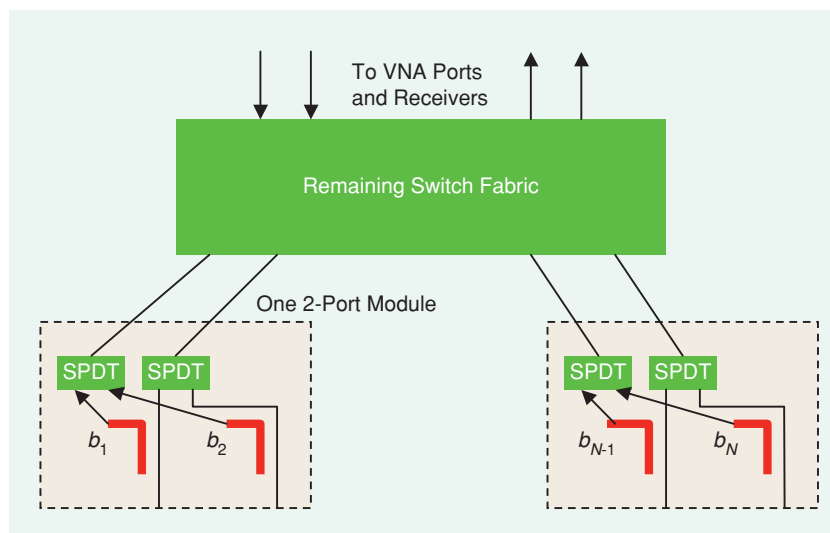 To VNA Ports
and Receivers
Remaining Switch Fabric
One 2-Port Module
SPDT SPDT
b1 b2
SPDT SPDT
bN-1 bN